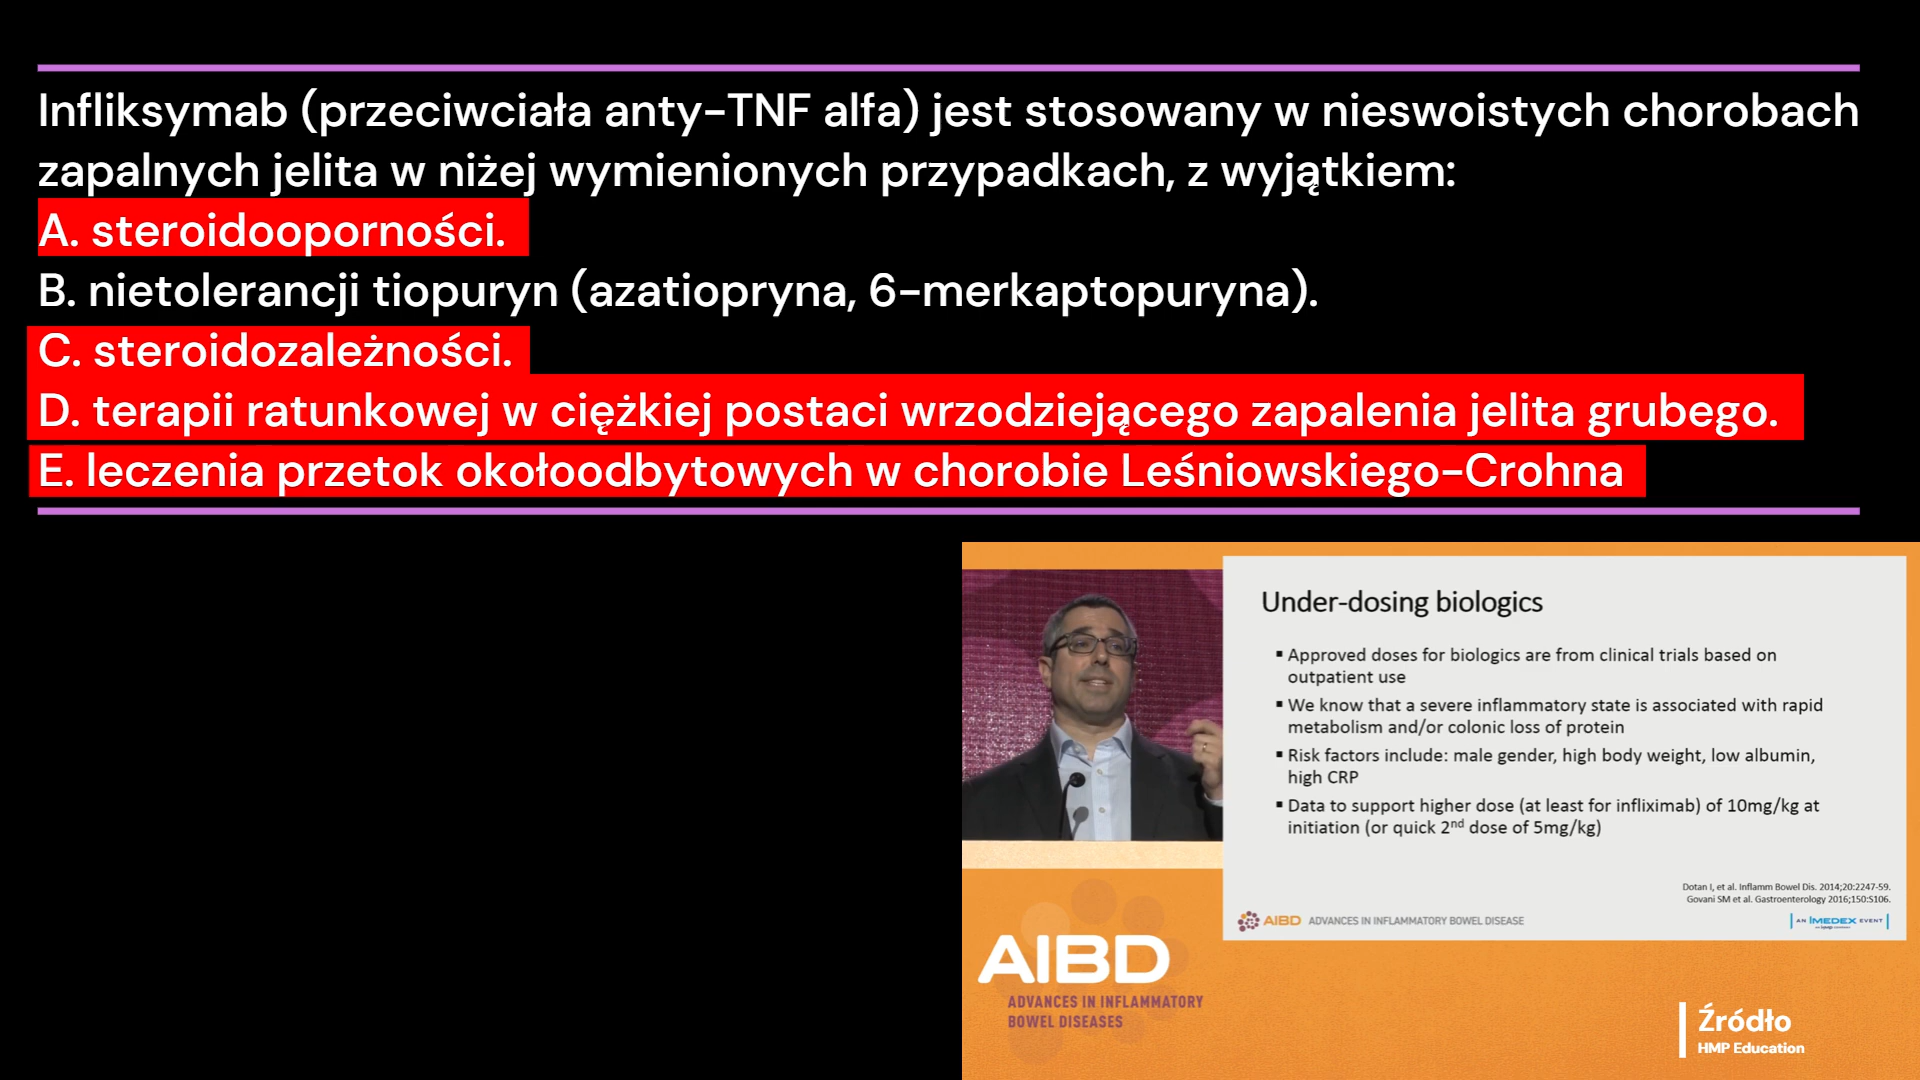 Infliksymab (przeciwciała anty-TNF alfa) jest stosowany w nieswoistych chorobach
zapalnych jelita w niżej wymienionych przypadkach, z wyjątkiem:
A. steroidooporności.
B. nietolerancji tiopuryn (azatiopryna, 6-merkaptopuryna).
C. steroidozależności.
D. terapii ratunkowej w ciężkiej postaci wrzodziejącego zapalenia jelita grubego.
E. leczenia przetok okołoodbytowych w chorobie Leśniowskiego-Crohna
Under-dosing biologics
▪ Approved doses for biologics are from clinical trials based on
outpatient use
▪ We know that a severe inflammatory state is associated with rapid
metabolism and/or colonic loss of protein
▪ Risk factors include: male gender, high body weight, low albumin,
high CRP
▪ Data to support higher dose (at least for infliximab) of 10mg/kg at
initiation (or quick 2nd dose of 5mg/kg)
Dotan I, et al. Inflamm Bowel Dis. 2014;20:2247-59.
Govani SM et al. Gastroenterology 2016;150:S106.
AIBD ADVANCES IN INFLAMMATORY BOWEL DISEASE
AN IMEDEX EVENT
AIBD
ADVANCES IN INFLAMMATORY
BOWEL DISEASES
Źródło
HMP Education